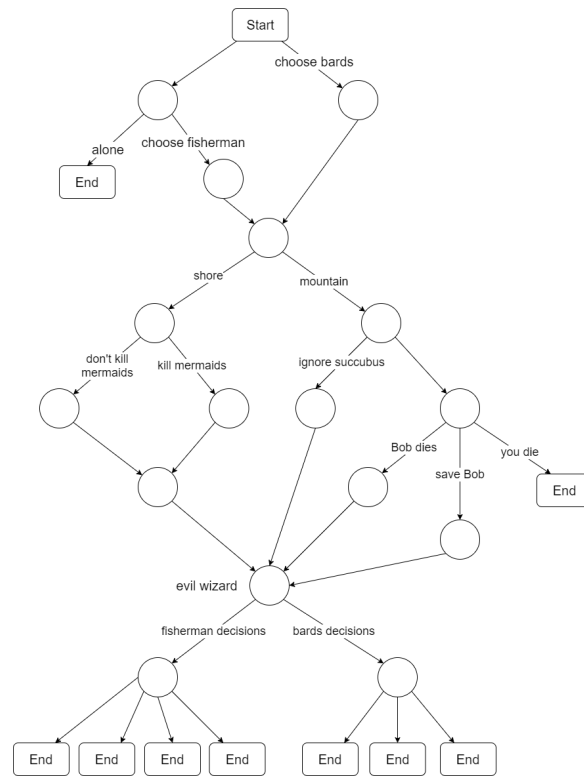 Start
choose bards
alone
choose fisherman
End
shore
mountain
don't kill
mermaids
kill mermaids
ignore succubus
Bob dies
you die
save Bob
End
evil wizard
fisherman decisions
bards decisions
End
End
End
End
End
End
End